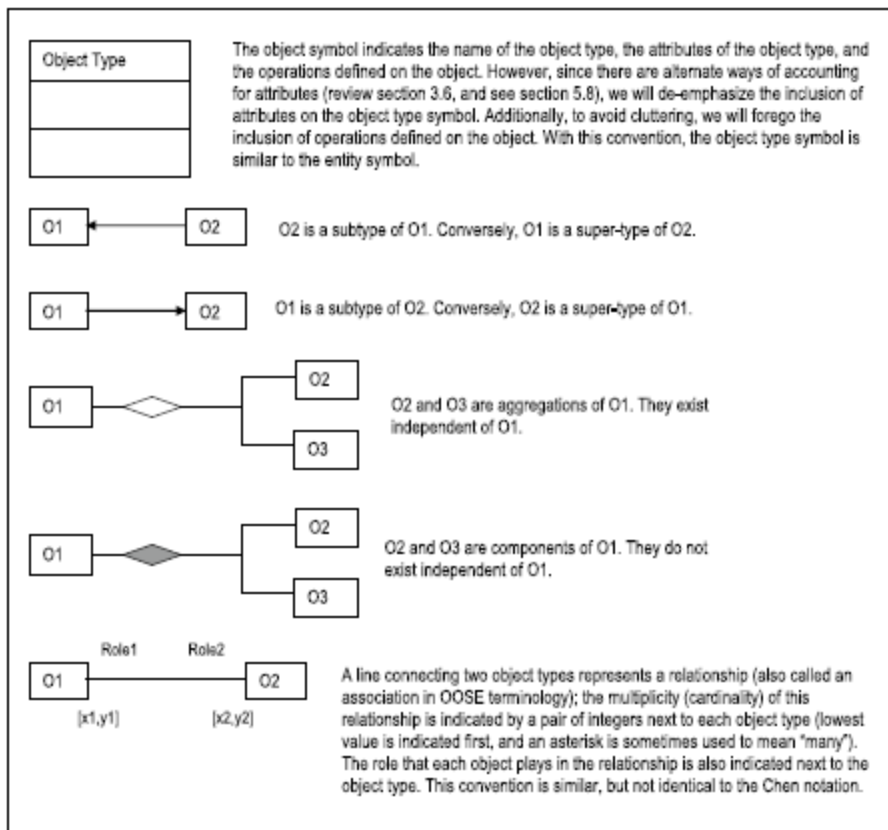 Object Type
The object symbol indicates the name of the object type, the attributes of the object type, and
the operations defined on the object. However, since there are alternate ways of accounting
for attributes (review section 3.6, and see section 5.8), we will de-emphasize the inclusion of
attributes on the object type symbol. Additionally, to avoid cluttering, we will forego the
inclusion of operations defined on the object. With this convention, the object type symbol is
similar to the entity symbol.
O1
O2
O2 is a subtype of O1. Conversely, O1 is a super-type of O2.
O1
O2
O1 is a subtype of O2. Conversely, O2 is a super-type of O1.
O1
O2
O3
O2 and O3 are aggregations of O1. They exist
independent of O1.
O1
O2
O3
O2 and O3 are components of O1. They do not
exist independent of O1.
Role1
Role2
O1
O2
[x1,y1]
[x2,y2]
A line connecting two object types represents a relationship (also called an
association in OOSE terminology); the multiplicity (cardinality) of this
relationship is indicated by a pair of integers next to each object type (lowest
value is indicated first, and an asterisk is sometimes used to mean “many”).
The role that each object plays in the relationship is also indicated next to the
object type. This convention is similar, but not identical to the Chen notation.